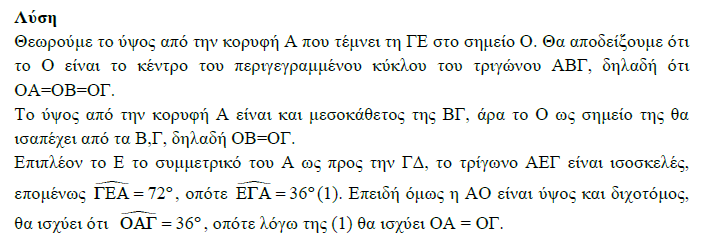 Λύση
Θεωρούμε το ύψος από την κορυφή Α που τέμνει τη ΓΕ στο σημείο Ο. Θα αποδείξουμε ότι
το Ο είναι το κέντρο του περιγεγραμμένου κύκλου του τριγώνου ΑΒΓ, δηλαδή ότι
ΟΑ=ΟΒ=ΟΓ.
Το ύψος από την κορυφή Α είναι και μεσοκάθετος της ΒΓ, άρα το Ο ως σημείο της θα
ισαπέχει από τα Β,Γ, δηλαδή ΟΒ=ΟΓ.
Επιπλέον το Ε το συμμετρικό του Α ως προς την ΓΔ, το τρίγωνο ΑΕΓ είναι ισοσκελές,
επομένως \widehat{ΓΕΑ} = 72°, οπότε \widehat{ΕΓΑ} = 36° (1). Επειδή όμως η ΑΟ είναι ύψος και διχοτόμος,
θα ισχύει ότι \widehat{ΟΑΓ} = 36°, οπότε λόγω της (1) θα ισχύει ΟΑ = ΟΓ.